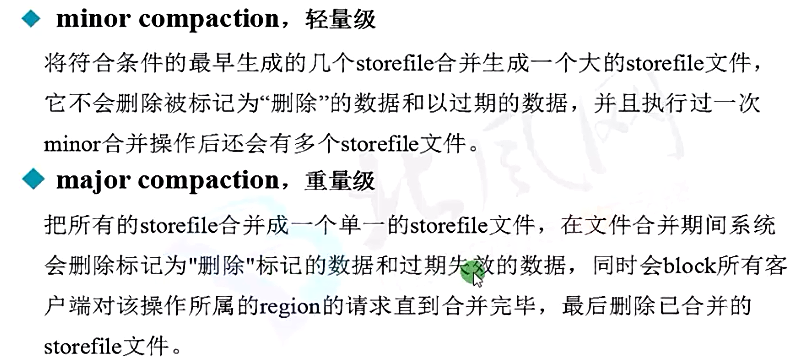 minor compaction，轻量级
将符合条件的最早生成的几个storefile合并生成一个大的storefile文件，
它不会删除被标记为“删除”的数据和以过期的数据，并且执行过一次
minor合并操作后还会有多个storefile文件。
major compaction，重量级
把所有的storefile合并成一个单一的storefile文件，在文件合并期间系统
会删除标记为"删除"标记的数据和过期失效的数据，同时会block所有客
户端对该操作所属的region的请求直到合并完毕，最后删除已合并的
storefile文件。
北风网